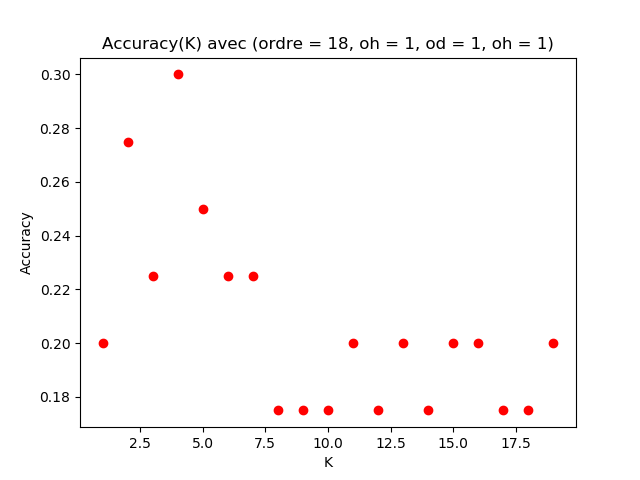 Accuracy(K) avec (ordre = 18, oh = 1, od = 1, oh = 1)
0.30
0.28
0.26
0.24
0.22
0.20
0.18
Accuracy
2.5 5.0 7.5 10.0 12.5 15.0 17.5
K